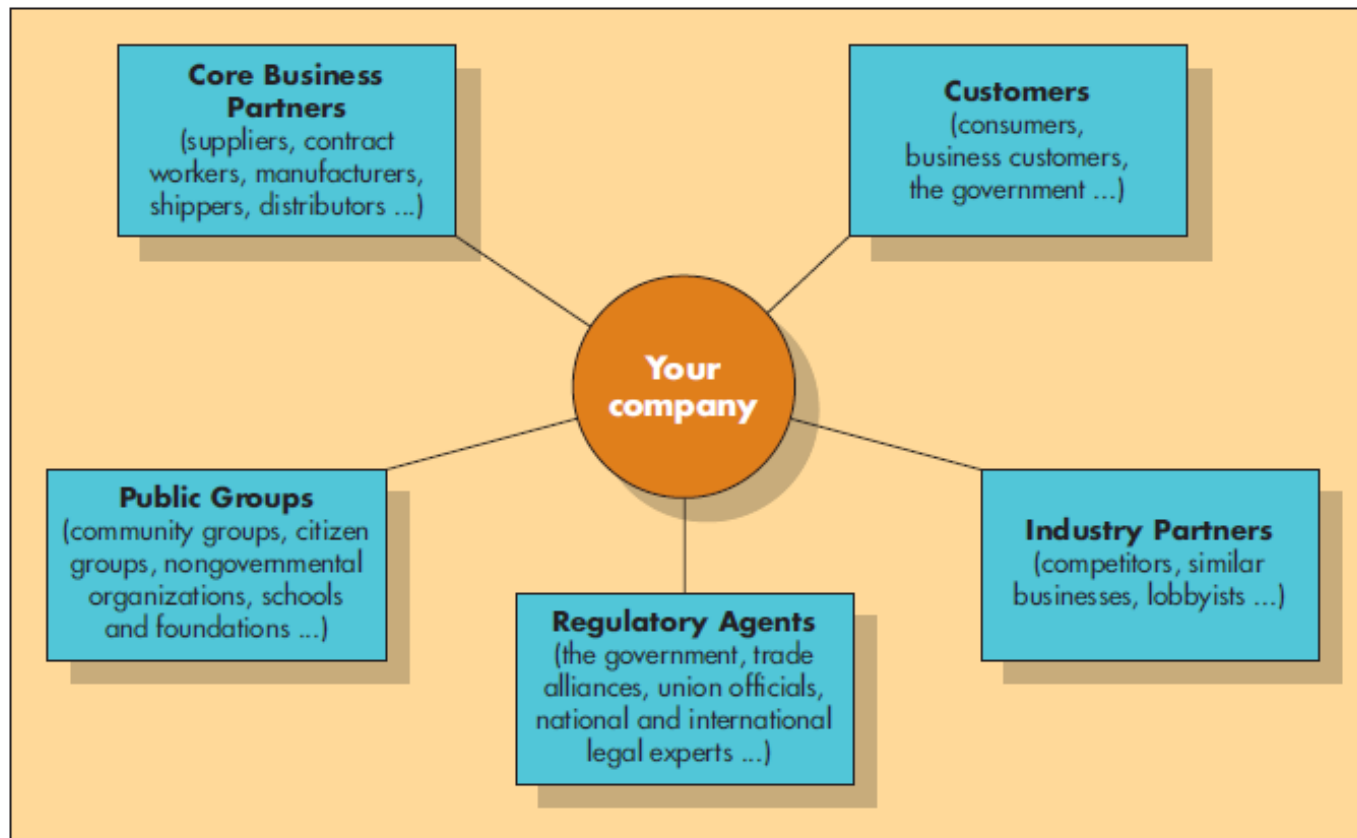 Core Business
Partners
(suppliers, contract
workers, manufacturers,
shippers, distributors ...)
Customers
(consumers,
business customers,
the government ...)
Your
company
Public Groups
(community groups, citizen
groups, nongovernmental
organizations, schools
and foundations ...)
Regulatory Agents
(the government, trade
alliances, union officials,
national and international
legal experts ...)
Industry Partners
(competitors, similar
businesses, lobbyists ...)